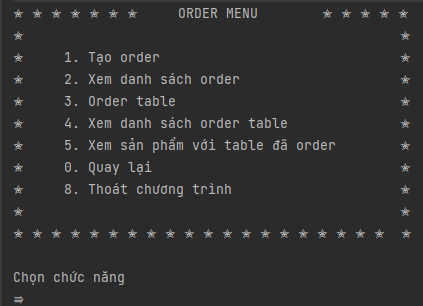 ✯ ✯ ✯ ✯ ✯ ✯ ✯ ORDER MENU ✯ ✯ ✯ ✯ ✯
✯ ✯
✯ 1. Tạo order ✯
✯ 2. Xem danh sách order ✯
✯ 3. Order table ✯
✯ 4. Xem danh sách order table ✯
✯ 5. Xem sản phẩm với table đã order ✯
✯ 0. Quay lại ✯
✯ 8. Thoát chương trình ✯
✯ ✯
✯ ✯ ✯ ✯ ✯ ✯ ✯ ✯ ✯ ✯ ✯ ✯ ✯ ✯ ✯ ✯ ✯ ✯ ✯ ✯ ✯
Chọn chức năng
⇛